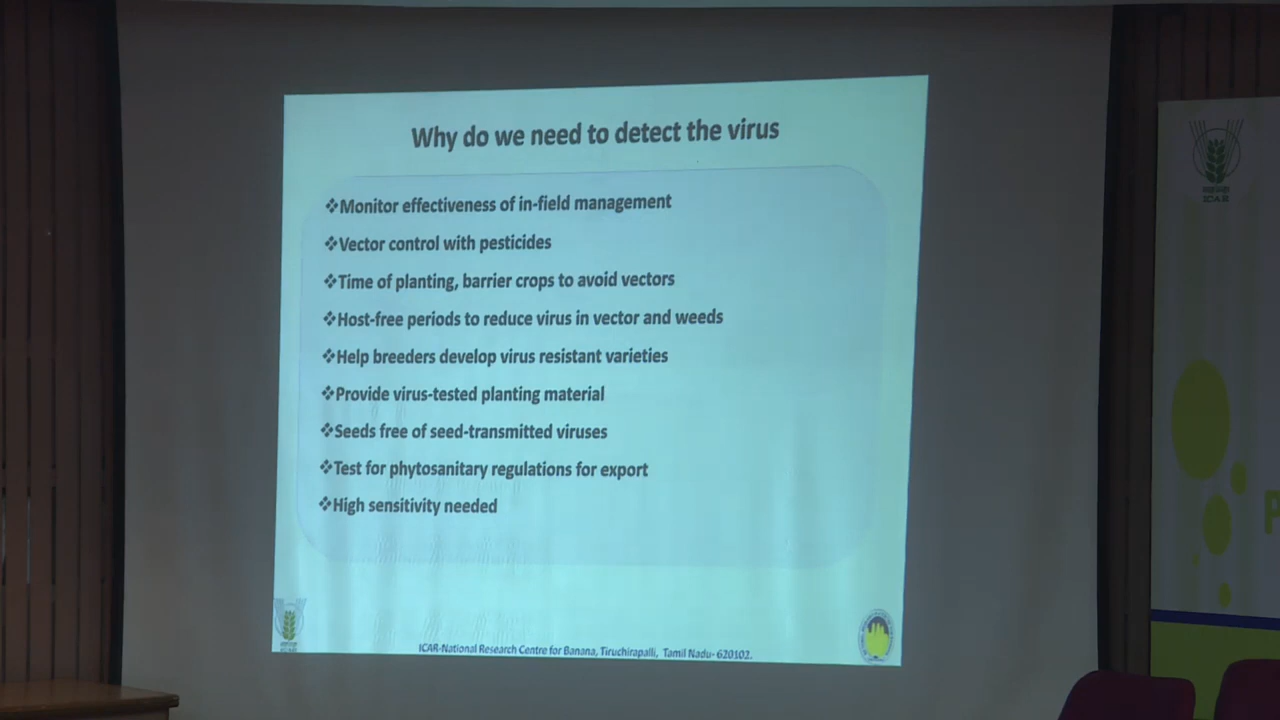 Why do we need to detect the virus
❖Monitor effectiveness of in-field management
❖Vector control with pesticides
❖Time of planting, barrier crops to avoid vectors
❖Host-free periods to reduce virus in vector and weeds
❖Help breeders develop virus resistant varieties
❖Provide virus-tested planting material
❖Seeds free of seed-transmitted viruses
❖Test for phytosanitary regulations for export
❖High sensitivity needed
ICAR-National Research Centre for Banana, Tiruchirapalli, Tamil Nadu- 620102.
ICAR